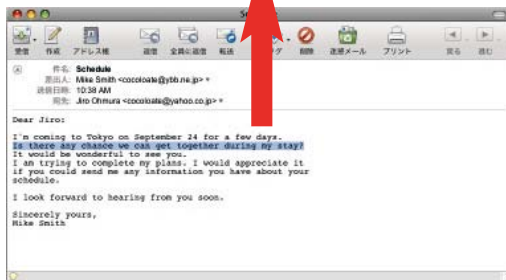 受信 作成 アドレス帳 返信 全員に返信 転送 削除 迷惑メール プリント 戻る 進む
件名: Schedule
差出人: Mike Smith <cocoloate@ybb.ne.jp>
送信日時: 10:38 AM
宛先: Jiro Ohmura <cocoloate@yahoo.co.jp>
Dear Jiro:
I'm coming to Tokyo on September 24 for a few days.
Is there any chance we can get together during my stay?
It would be wonderful to see you.
I am trying to complete my plans. I would appreciate it
if you could send me any information you have about your
schedule.
I look forward to hearing from you soon.
Sincerely yours,
Mike Smith